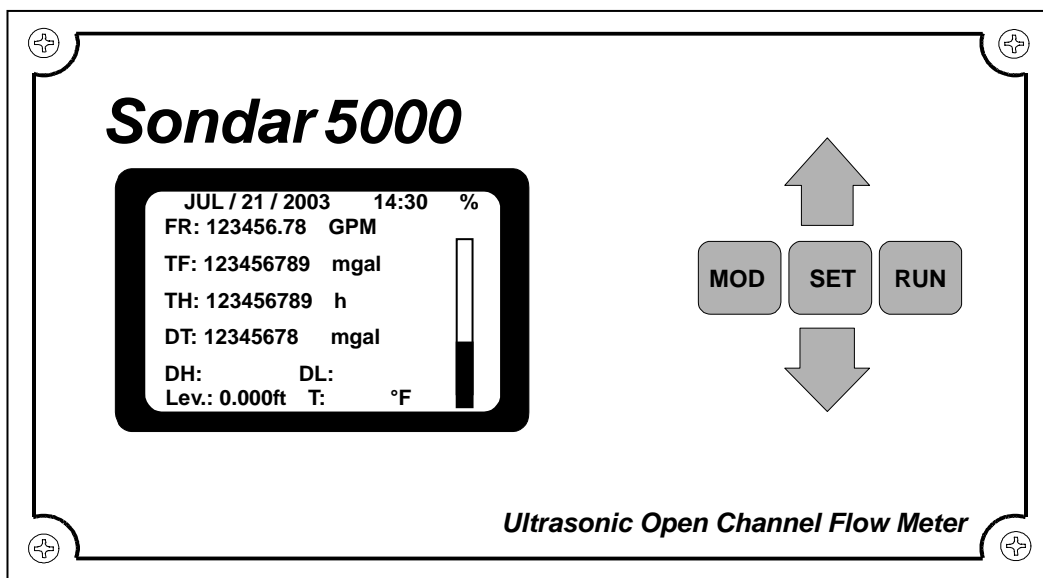 Sondar 5000
JUL / 21 / 2003 14:30 %
FR: 123456.78 GPM
TF: 123456789 mgal
TH: 123456789 h
DT: 12345678 mgal
DH: DL:
Lev.: 0.000ft T: °F
MOD SET RUN
Ultrasonic Open Channel Flow Meter